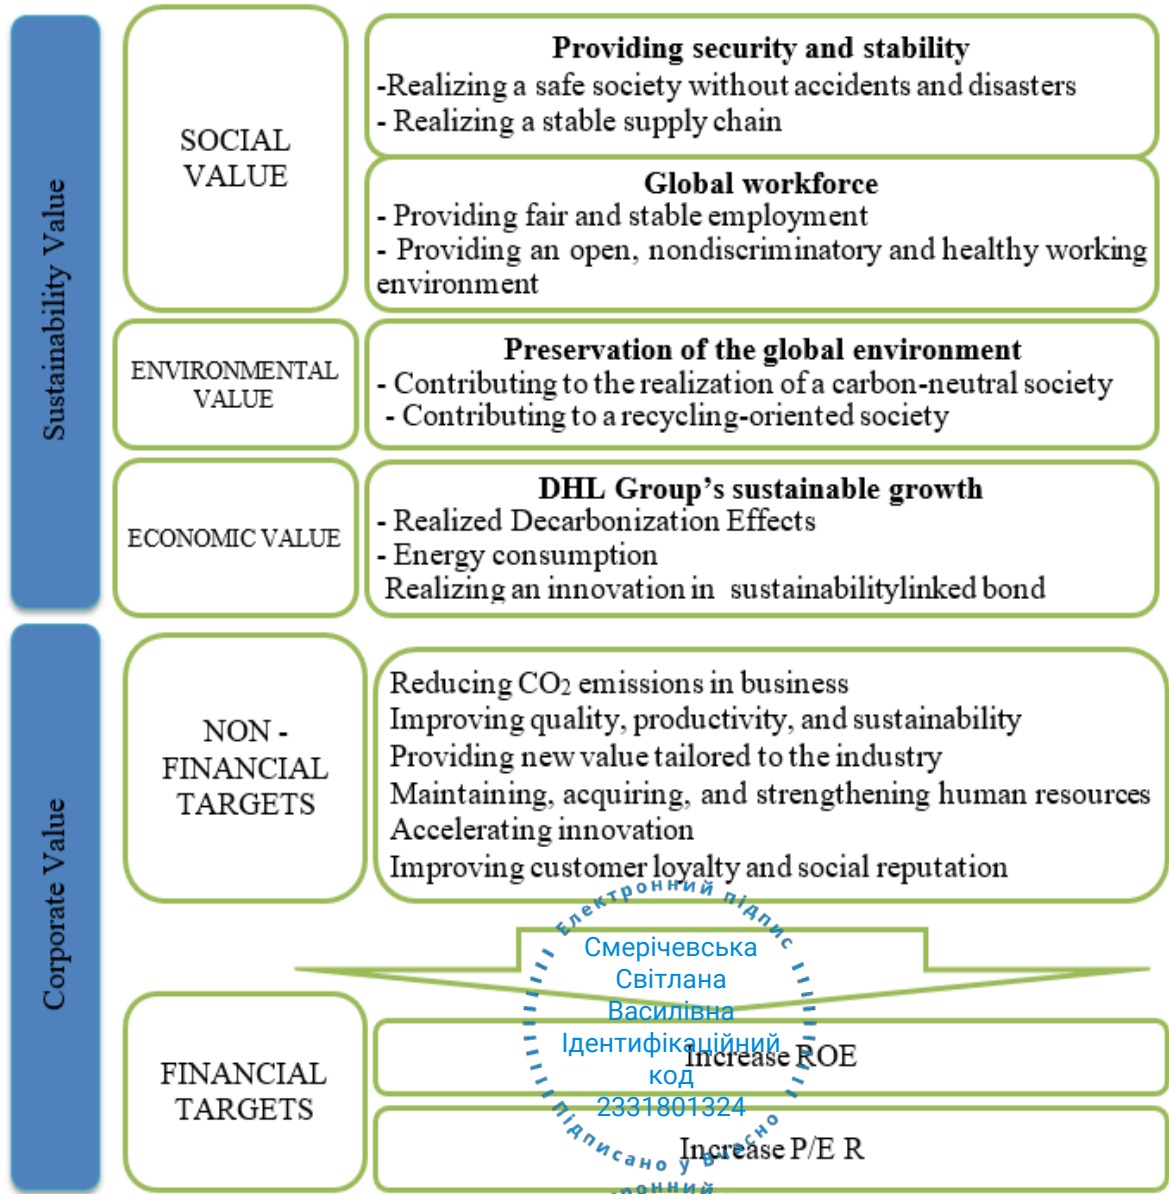 Sustainability Value
SOCIAL
VALUE
Providing security and stability
-Realizing a safe society without accidents and disasters
- Realizing a stable supply chain
Global workforce
- Providing fair and stable employment
- Providing an open, nondiscriminatory and healthy working
environment
ENVIRONMENTAL
VALUE
Preservation of the global environment
- Contributing to the realization of a carbon-neutral society
- Contributing to a recycling-oriented society
ECONOMIC VALUE
DHL Group’s sustainable growth
- Realized Decarbonization Effects
- Energy consumption
Realizing an innovation in sustainabilitylinked bond
Corporate Value
NON -
FINANCIAL
TARGETS
Reducing CO₂ emissions in business
Improving quality, productivity, and sustainability
Providing new value tailored to the industry
Maintaining, acquiring, and strengthening human resources
Accelerating innovation
Improving customer loyalty and social reputation
FINANCIAL
TARGETS
Increase ROE
Increase P/E R
Електронний підпис
Смерічевська
Світлана
Василівна
Ідентифікаційний
код
2331801324
Підписано у Вчасно